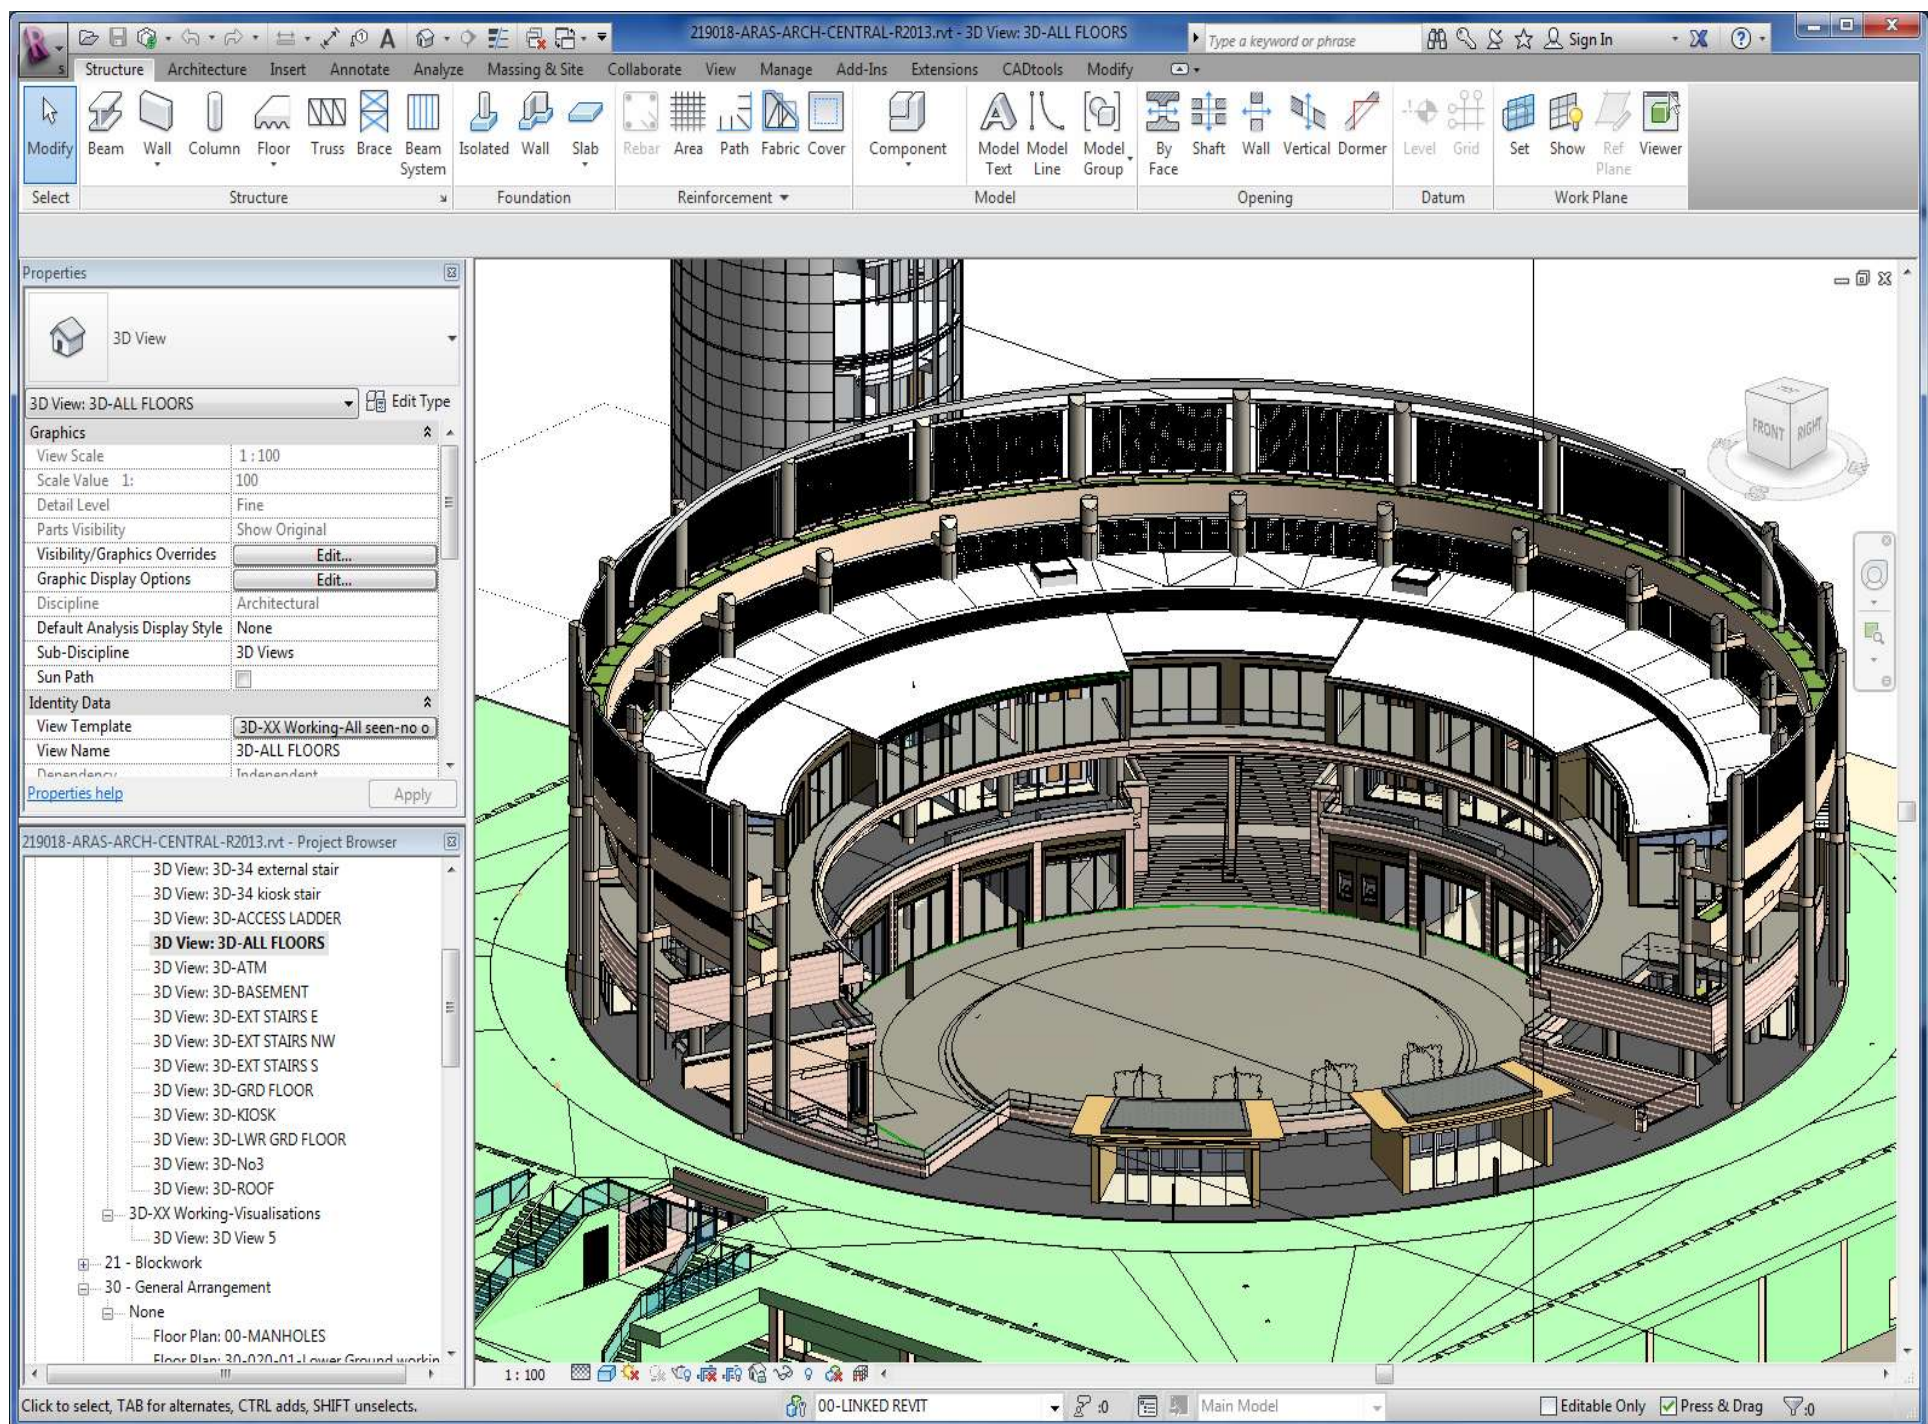 219018-ARAS-ARCH-CENTRAL-R2013.rvt - 3D View: 3D-ALL FLOORS
Type a keyword or phrase
Sign In
Structure Architecture Insert Annotate Analyze Massing & Site Collaborate View Manage Add-Ins Extensions CADtools Modify
Modify Beam Wall Column Floor Truss Brace Beam System Isolated Wall Slab Rebar Area Path Fabric Cover Component Model Text Model Line Model Group By Face Shaft Wall Vertical Dormer Level Grid Set Show Ref Plane Viewer
Select Structure Foundation Reinforcement Model Opening Datum Work Plane
Properties
3D View
3D View: 3D-ALL FLOORS Edit Type
Graphics
View Scale 1 : 100
Scale Value 1: 100
Detail Level Fine
Parts Visibility Show Original
Visibility/Graphics Overrides Edit...
Graphic Display Options Edit...
Discipline Architectural
Default Analysis Display Style None
Sub-Discipline 3D Views
Sun Path
Identity Data
View Template 3D-XX Working-All seen-no o
View Name 3D-ALL FLOORS
Dependency Independent
Properties help Apply
TOP
FRONT RIGHT
219018-ARAS-ARCH-CENTRAL-R2013.rvt - Project Browser
3D View: 3D-34 external stair
3D View: 3D-34 kiosk stair
3D View: 3D-ACCESS LADDER
3D View: 3D-ALL FLOORS
3D View: 3D-ATM
3D View: 3D-BASEMENT
3D View: 3D-EXT STAIRS E
3D View: 3D-EXT STAIRS NW
3D View: 3D-EXT STAIRS S
3D View: 3D-GRD FLOOR
3D View: 3D-KIOSK
3D View: 3D-LWR GRD FLOOR
3D View: 3D-No3
3D View: 3D-ROOF
3D-XX Working-Visualisations
3D View: 3D View 5
21 - Blockwork
30 - General Arrangement
None
Floor Plan: 00-MANHOLES
Floor Plan: 30-020-01-Lower Ground workin
1 : 100
Click to select, TAB for alternates, CTRL adds, SHIFT unselects.
00-LINKED REVIT :0 Main Model Editable Only Press & Drag :0